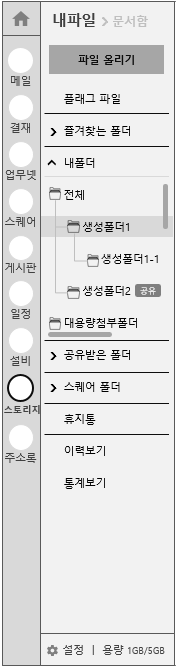 내파일 > 문서함
파일 올리기
메일
결재
업무넷
스퀘어
게시판
일정
설비
스토리지
주소록
플래그 파일
즐겨찾는 폴더
내폴더
전체
생성폴더1
생성폴더1-1
생성폴더2 공유
대용량첨부폴더
공유받은 폴더
스퀘어 폴더
휴지통
이력보기
통계보기
설정 | 용량 1GB/5GB